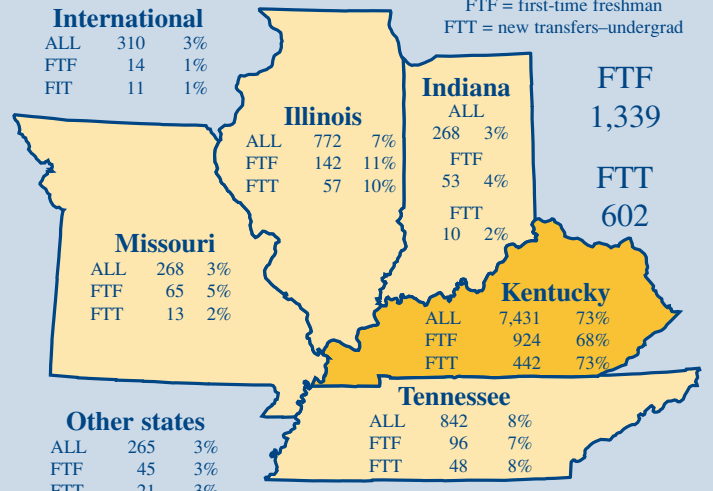 FTF = first-time freshman
FTT = new transfers–undergrad
International
ALL 310 3%
FTF 14 1%
FIT 11 1%
FTF
1,339
FTT
602
Illinois
ALL 772 7%
FTF 142 11%
FTT 57 10%
Indiana
ALL
268 3%
FTF
53 4%
FTT
10 2%
Missouri
ALL 268 3%
FTF 65 5%
FTT 13 2%
Kentucky
ALL 7,431 73%
FTF 924 68%
FTT 442 73%
Tennessee
ALL 842 8%
FTF 96 7%
FTT 48 8%
Other states
ALL 265 3%
FTF 45 3%
FTT 21 3%